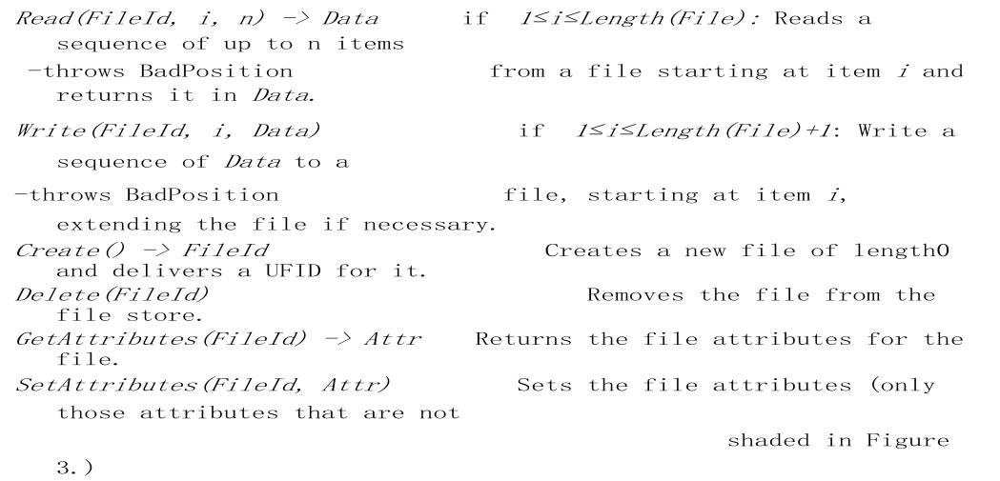 Read(FileId, i, n) -> Data if 1≤i≤Length(File): Reads a
sequence of up to n items
-throws BadPosition from a file starting at item i and
returns it in Data.
Write(FileId, i, Data) if 1≤i≤Length(File)+1: Write a
sequence of Data to a
-throws BadPosition file, starting at item i,
extending the file if necessary.
Create() -> FileId Creates a new file of length0
and delivers a UFID for it.
Delete(FileId) Removes the file from the
file store.
GetAttributes(FileId) -> Attr Returns the file attributes for the
file.
SetAttributes(FileId, Attr) Sets the file attributes (only
those attributes that are not
shaded in Figure
3.)